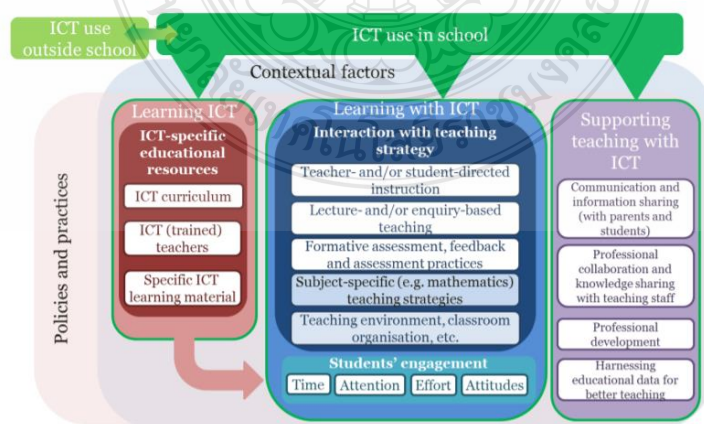 ICT use
outside school
ICT use in school
Contextual factors
Policies and practices
Learning ICT
ICT-specific
educational
resources
ICT curriculum
ICT (trained)
teachers
Specific ICT
learning material
Learning with ICT
Interaction with teaching
strategy
Teacher- and/or student-directed
instruction
Lecture- and/or enquiry-based
teaching
Formative assessment, feedback
and assessment practices
Subject-specific (e.g. mathematics)
teaching strategies
Teaching environment, classroom
organisation, etc.
Students' engagement
Time
Attention
Effort
Attitudes
Supporting
teaching with
ICT
Communication and
information sharing
(with parents and
students)
Professional
collaboration and
knowledge sharing
with teaching staff
Professional
development
Harnessing
educational data for
better teaching